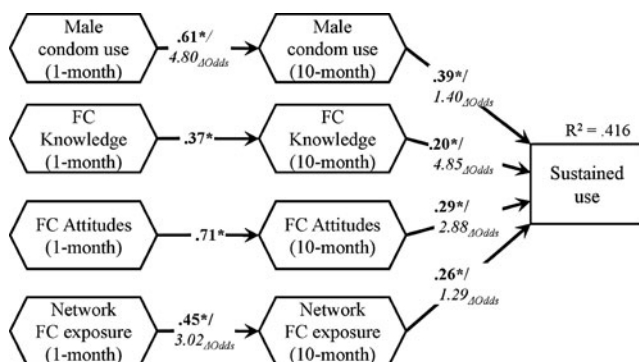 Male
condom use
(1-month)
.61*/
4.80ΔOdds
Male
condom use
(10-month)
.39*/
1.40ΔOdds
FC
Knowledge
(1-month)
.37*
FC
Knowledge
(10-month)
.20*/
4.85ΔOdds
R² = .416
Sustained
use
FC Attitudes
(1-month)
.71*
FC Attitudes
(10-month)
.29*/
2.88ΔOdds
Network
FC exposure
(1-month)
.45*/
3.02ΔOdds
Network
FC exposure
(10-month)
.26*/
1.29ΔOdds